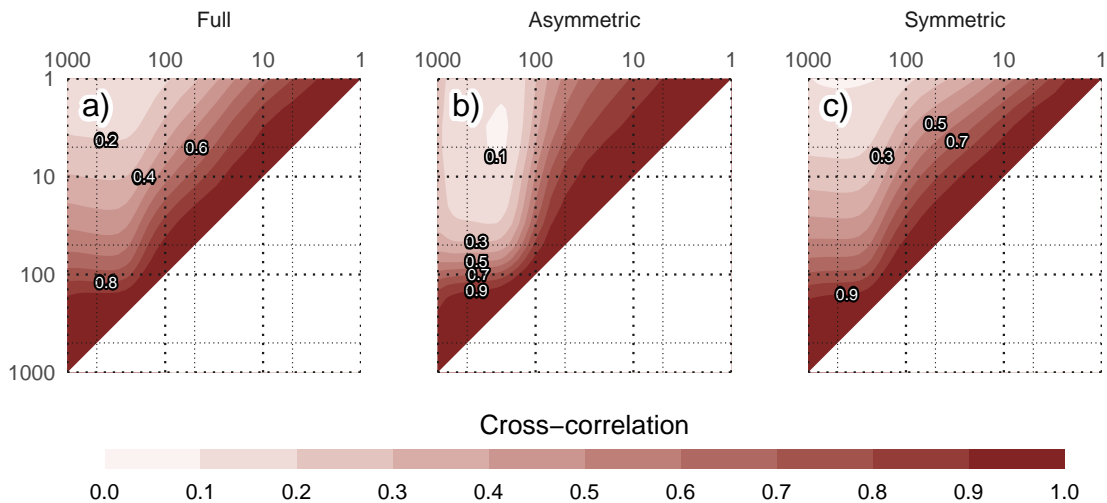 Full Asymmetric Symmetric
1000 100 10 1 1000 100 10 1 1000 100 10 1
1
a) b) c)
0.5
0.2 0.6 0.1 0.3 0.7
10 0.4
0.3
0.5
100 0.8 0.7
0.9 0.9
1000
Cross−correlation
0.0 0.1 0.2 0.3 0.4 0.5 0.6 0.7 0.8 0.9 1.0